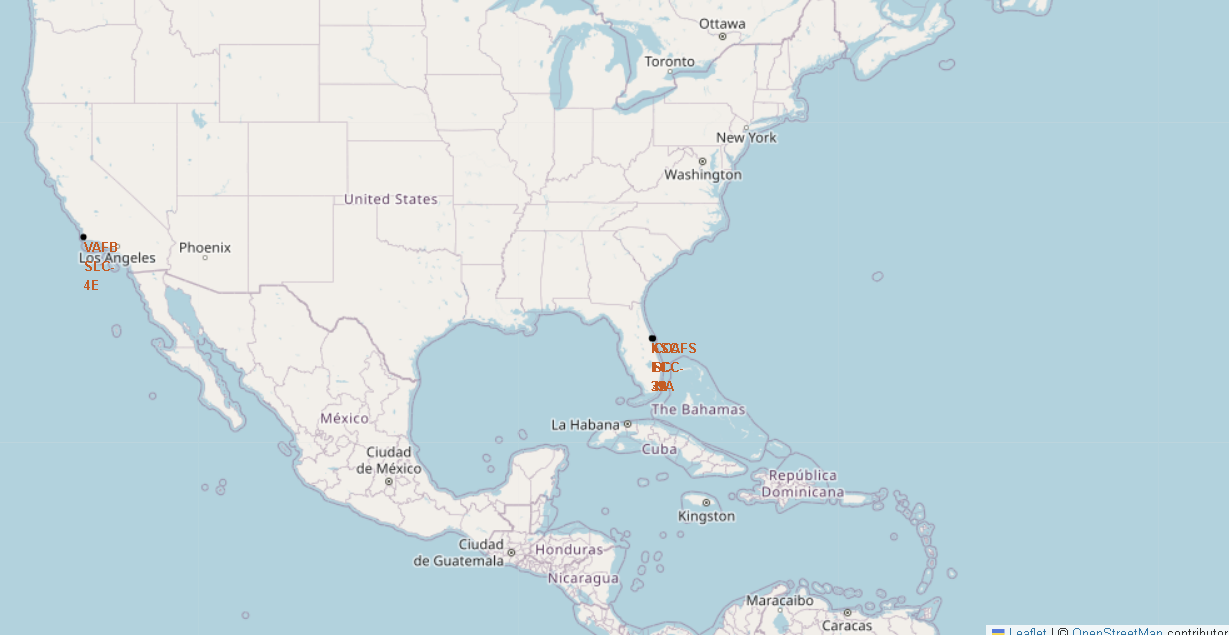 Ottawa
Toronto
New York
Washington
United States
Phoenix
VAFB
Los Angeles
SLC-
4E
The Bahamas
México
La Habana
Cuba
Ciudad
de México
República
Dominicana
Kingston
Ciudad
de Guatemala
Honduras
Nicaragua
Maracaibo
Caracas
Leaflet | © OpenStreetMap contributor